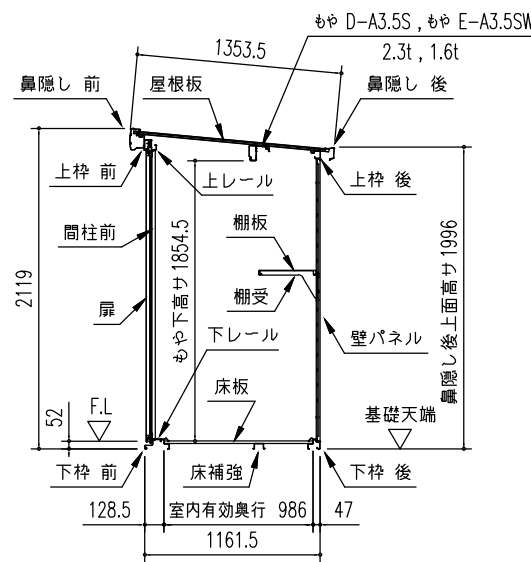 もや D-A3.5S , もや E-A3.5SW
2.3t , 1.6t
1353.5
鼻隠し 前
屋根板
鼻隠し 後
上枠 前
上レール
上枠 後
間柱前
もや下高サ1854.5
棚板
棚受
2119
扉
下レール
壁パネル
鼻隠し後上面高サ1996
床板
52
F.L
基礎天端
下枠 前
床補強
下枠 後
128.5
室内有効奥行 986
47
1161.5